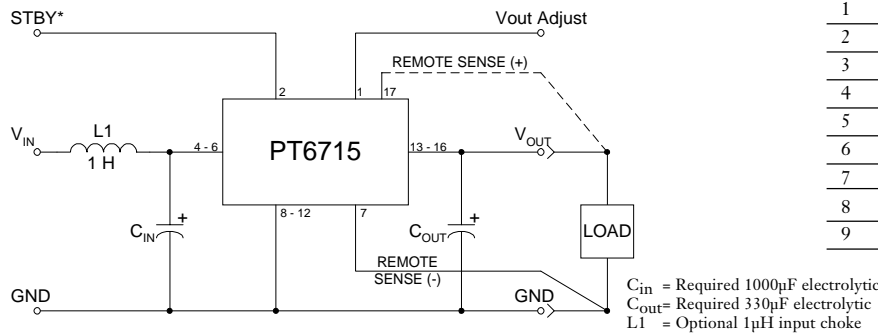 STBY*
Vout Adjust
REMOTE SENSE (+)
2
1
17
VIN
L1
1 H
4 - 6
PT6715
13 - 16
VOUT
CIN
+
8 - 12
7
COUT
+
LOAD
REMOTE
SENSE (-)
GND
GND
Cin = Required 1000µF electrolytic
Cout= Required 330µF electrolytic
L1 = Optional 1µH input choke
1
2
3
4
5
6
7
8
9